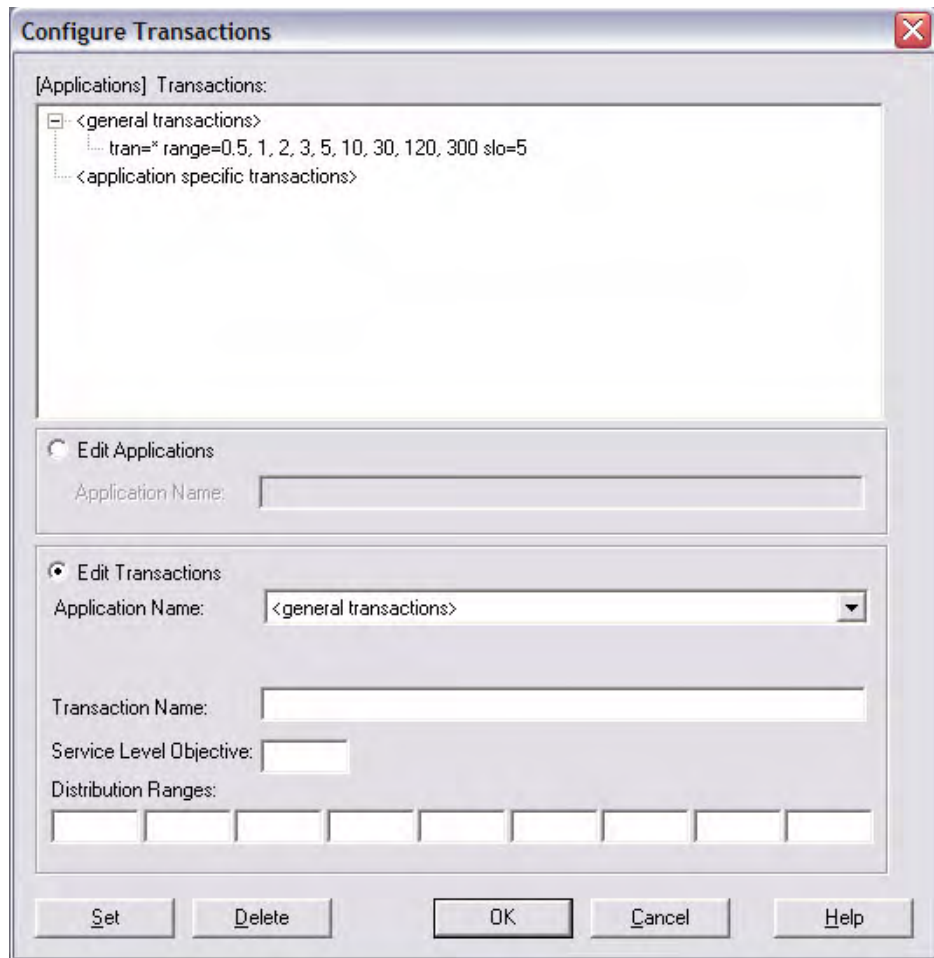 Configure Transactions
[Applications] Transactions:
<general transactions>
tran=* range=0.5, 1, 2, 3, 5, 10, 30, 120, 300 slo=5
<application specific transactions>
Edit Applications
Application Name:
Edit Transactions
Application Name: <general transactions>
Transaction Name:
Service Level Objective:
Distribution Ranges:
Set Delete OK Cancel Help